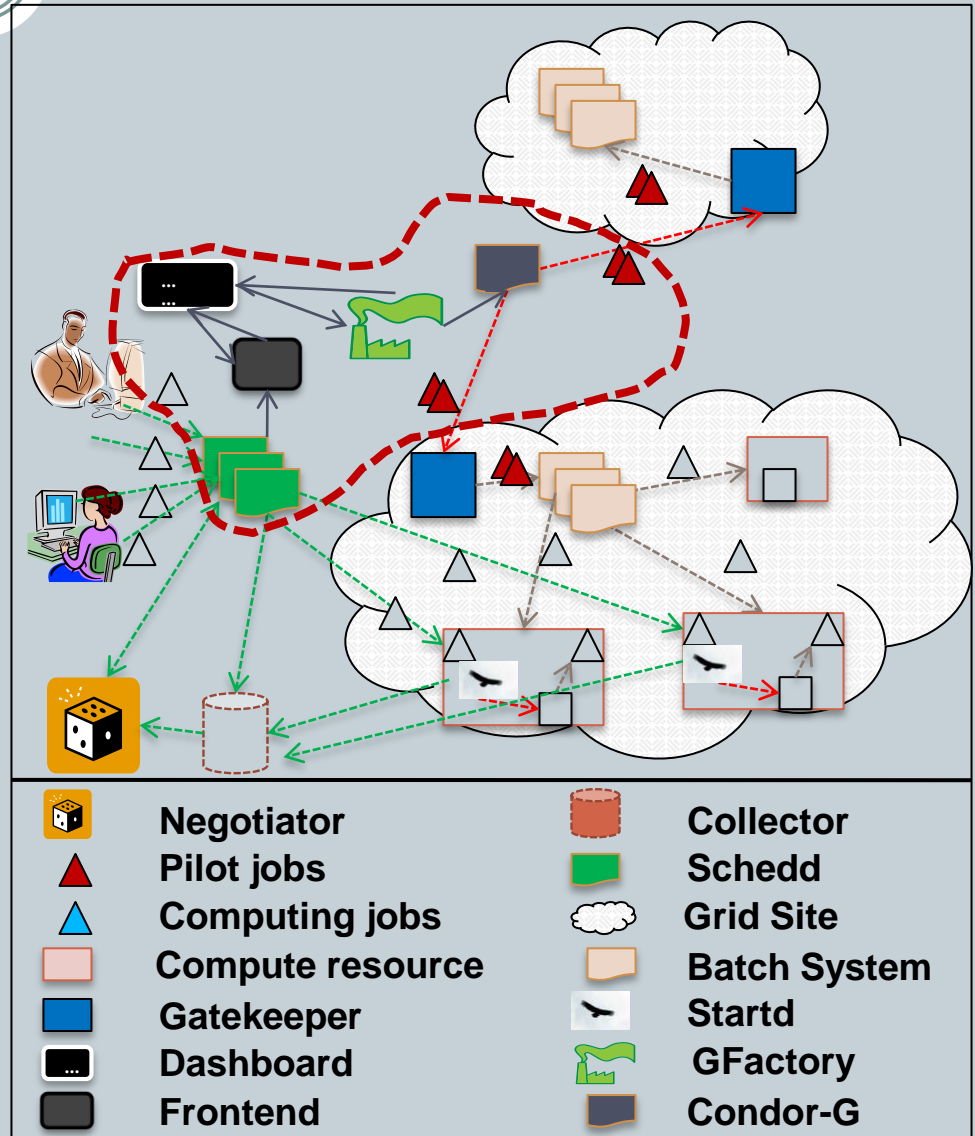 ...
...
Negotiator
Collector
Pilot jobs
Schedd
Computing jobs
Grid Site
Compute resource
Batch System
Gatekeeper
Startd
...
Dashboard
GFactory
Frontend
Condor-G